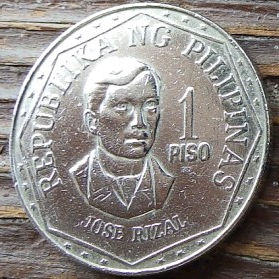 REPUBLIKA NG PILIPINAS
1
PISO
JOSE RIZAL